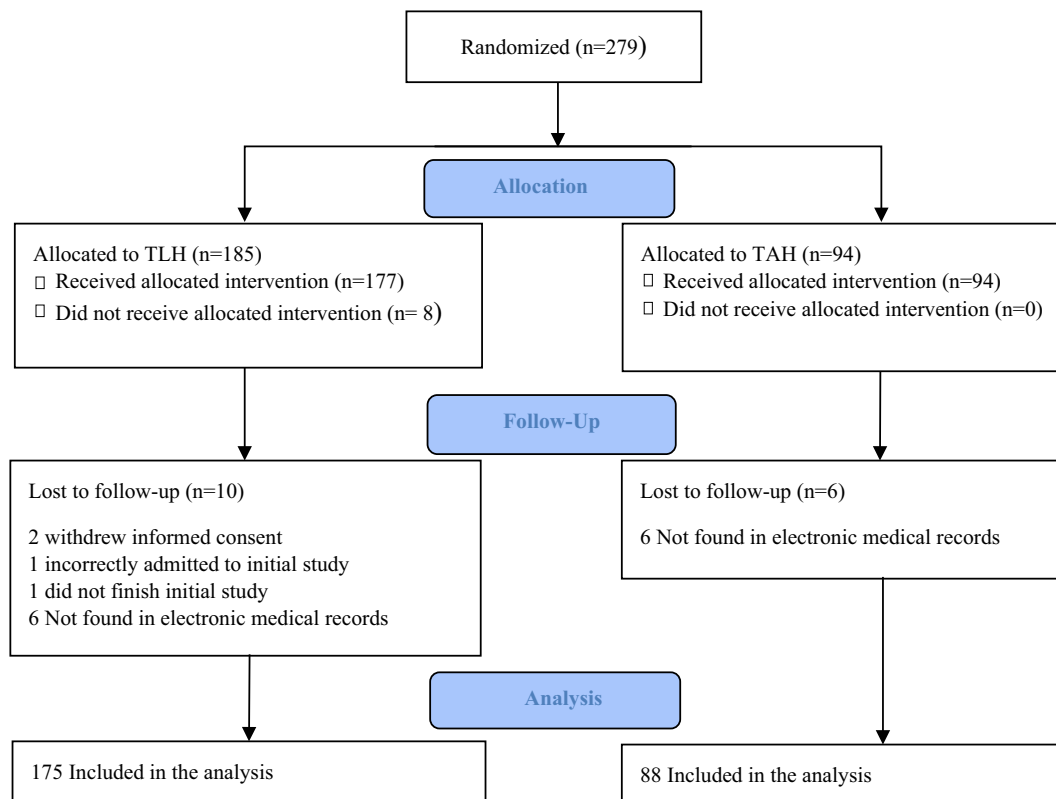 Randomized (n=279)
Allocation
Allocated to TLH (n=185)
▯ Received allocated intervention (n=177)
▯ Did not receive allocated intervention (n= 8)
Allocated to TAH (n=94)
▯ Received allocated intervention (n=94)
▯ Did not receive allocated intervention (n=0)
Follow-Up
Lost to follow-up (n=10)
2 withdrew informed consent
1 incorrectly admitted to initial study
1 did not finish initial study
6 Not found in electronic medical records
Lost to follow-up (n=6)
6 Not found in electronic medical records
Analysis
175 Included in the analysis
88 Included in the analysis